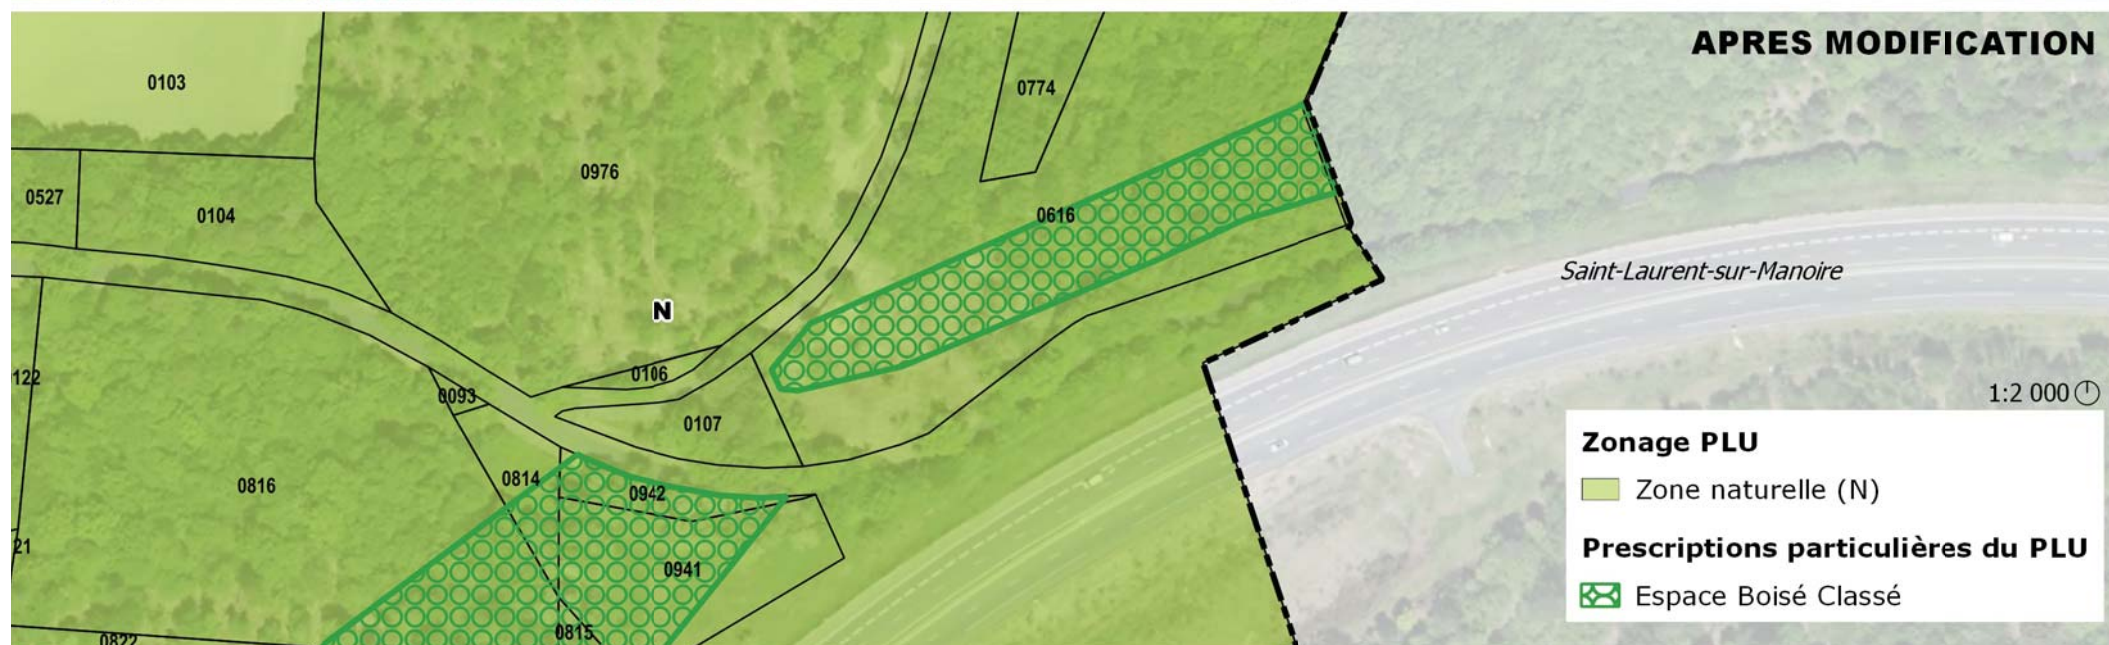 APRES MODIFICATION
0103
0774
0976
0527
0104
0616
Saint-Laurent-sur-Manoire
N
0106
122
0093
1:2 000
0107
Zonage PLU
0814
0816
0942
Zone naturelle (N)
21
Prescriptions particulières du PLU
0941
Espace Boisé Classé
0815
0822